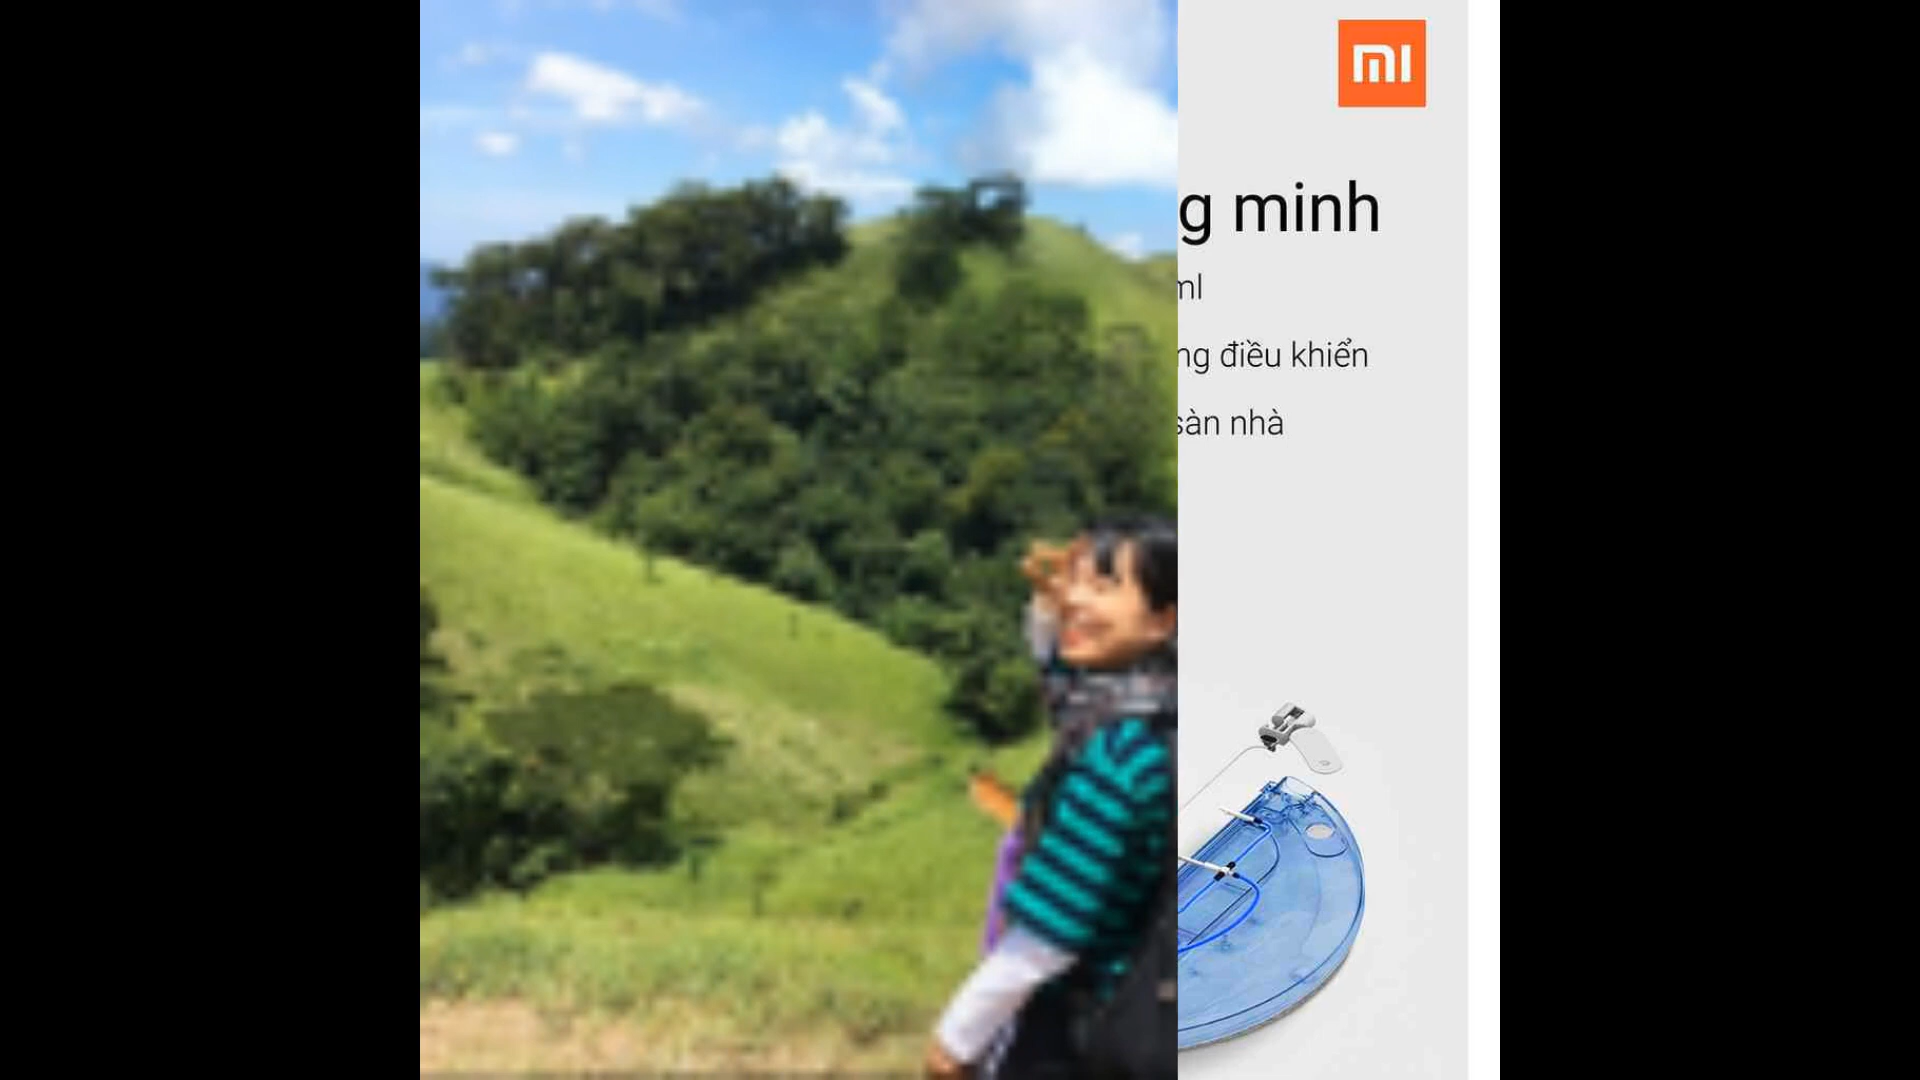 mi
g minh
ml
ng điều khiển
sàn nhà